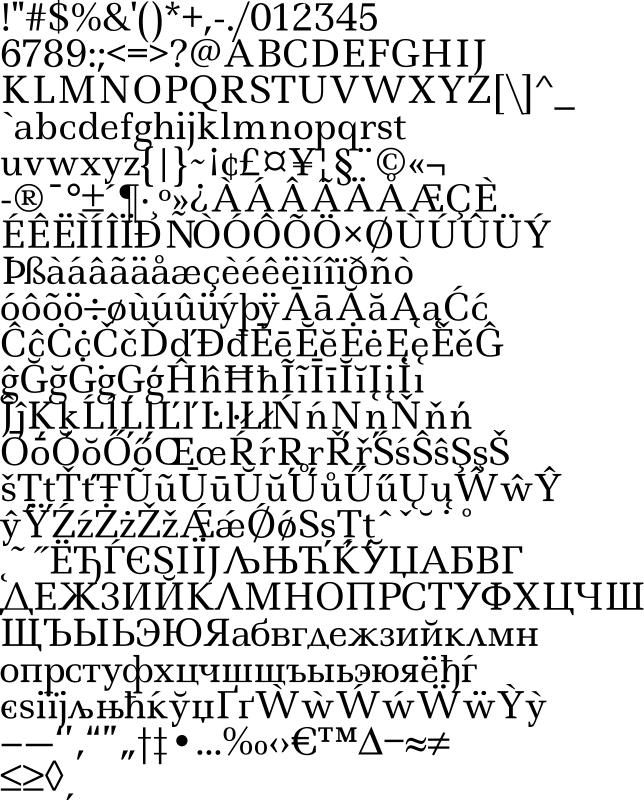 !"#$%&'()*+,-./012345
6789:;<=>?@ABCDEFGHIJ
KLMNOPQRSTUVWXYZ[\]^_
`abcdefghijklmnopqrst
uvwxyz{|}~¡¢£¤¥¦§¨©«¬
-®¯°±´¶·¸º»¿ÀÁÂÃÄÅÆÇÈ
ÉÊËÌÍÎÏÐÑÒÓÔÕÖ×ØÙÚÛÜÝ
Þßàáâãäåæçèéêëìíîïðñò
óôõö÷øùúûüýþÿĀāĂăĄąĆć
ĈĉĊċČčĎďĐđĒēĔĕĖėĘęĚěĜ
ĝĞğĠġĢģĤĥĦħĨĩĪīĬĭĮįİı
ĴĵĶķĹĺĻļĽľĿŀŁłŃńŅņŇňŉ
ŌōŎŏŐőŒœŔŕŖŗŘřŚśŜŝŞşŠ
šŢţŤťŦŨũŪūŬŭŮůŰűŲųŴŵŶ
ŷŸŹźŻżŽžǼǽǾǿȘșȚțˆˇ˘˙˚
˛˜˝ЁЂЃЄЅІЇЈЉЊЋЌЎЏАБВГ
ДЕЖЗИЙКЛМНОПРСТУФХЦЧШ
ЩЪЫЬЭЮЯабвгдежзийклмн
опрстуфхцчшщъыьэюяёђѓ
єѕіїјљњћќўџҐґẀẁẂẃẄẅỲỳ
–—‘’‚“”„†‡•…‰‹›€™∆−≈≠
≤≥◊